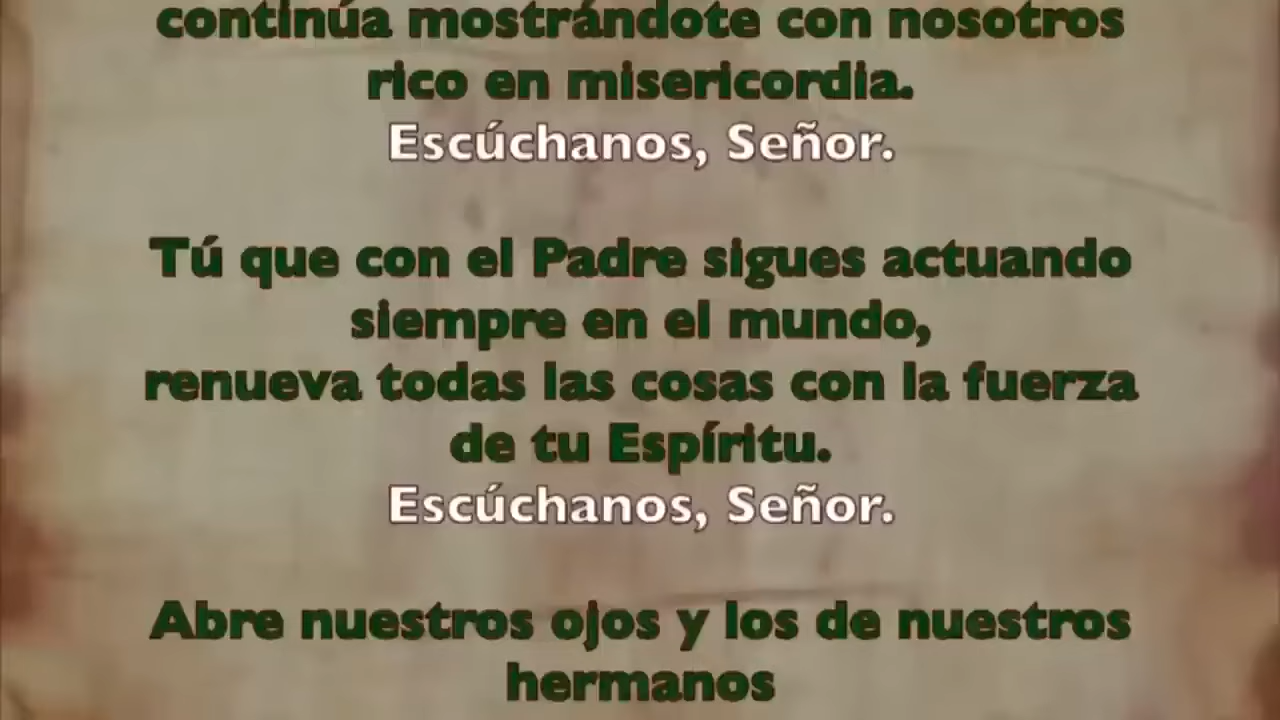 continúa mostrándote con nosotros
rico en misericordia.
Escúchanos, Señor.
Tú que con el Padre sigues actuando
siempre en el mundo,
renueva todas las cosas con la fuerza
de tu Espíritu.
Escúchanos, Señor.
Abre nuestros ojos y los de nuestros
hermanos